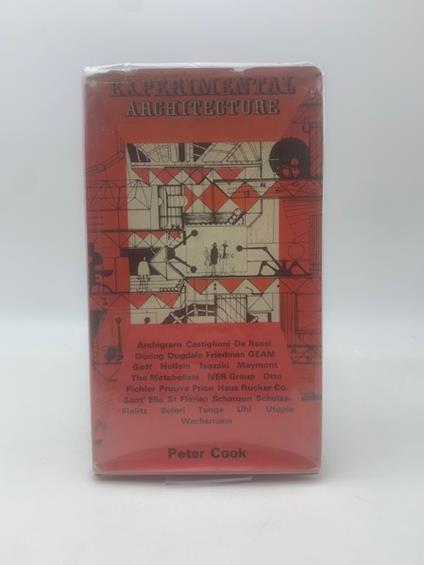 EXPERIMENTAL
ARCHITECTURE
Archigram Castiglioni De Rossi
Döring Dugdale Friedman GEAM
Goff Hollein Isozaki Maymont
The Metabolists NER Group Otto
Pichler Prouve Price Haus Rucker Co
Sant' Elia St Florian Scharoun Schulze-
Fielitz Soleri Tange Uhl Utopie
Wachsmann
Peter Cook